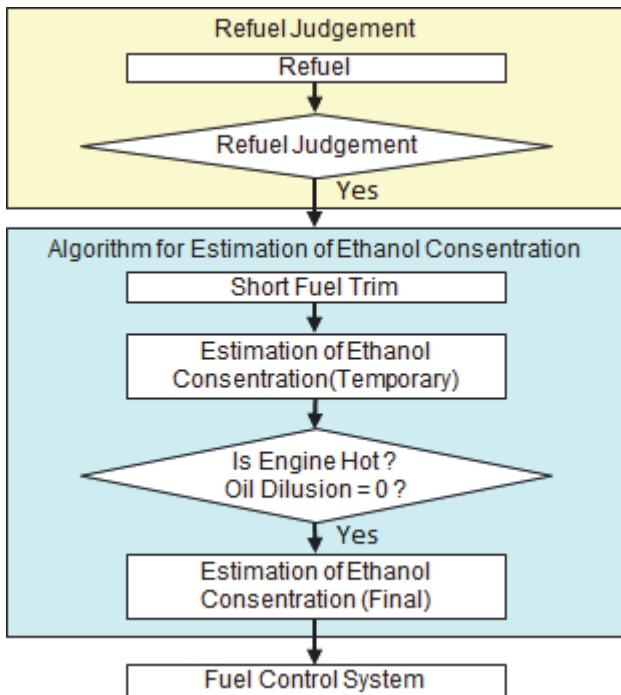 Refuel Judgement
Refuel
Refuel Judgement
Yes
Algorithm for Estimation of Ethanol Concentration
Short Fuel Trim
Estimation of Ethanol
Consentration(Temporary)
Is Engine Hot ?
Oil Dilusion = 0 ?
Yes
Estimation of Ethanol
Consentration (Final)
Fuel Control System